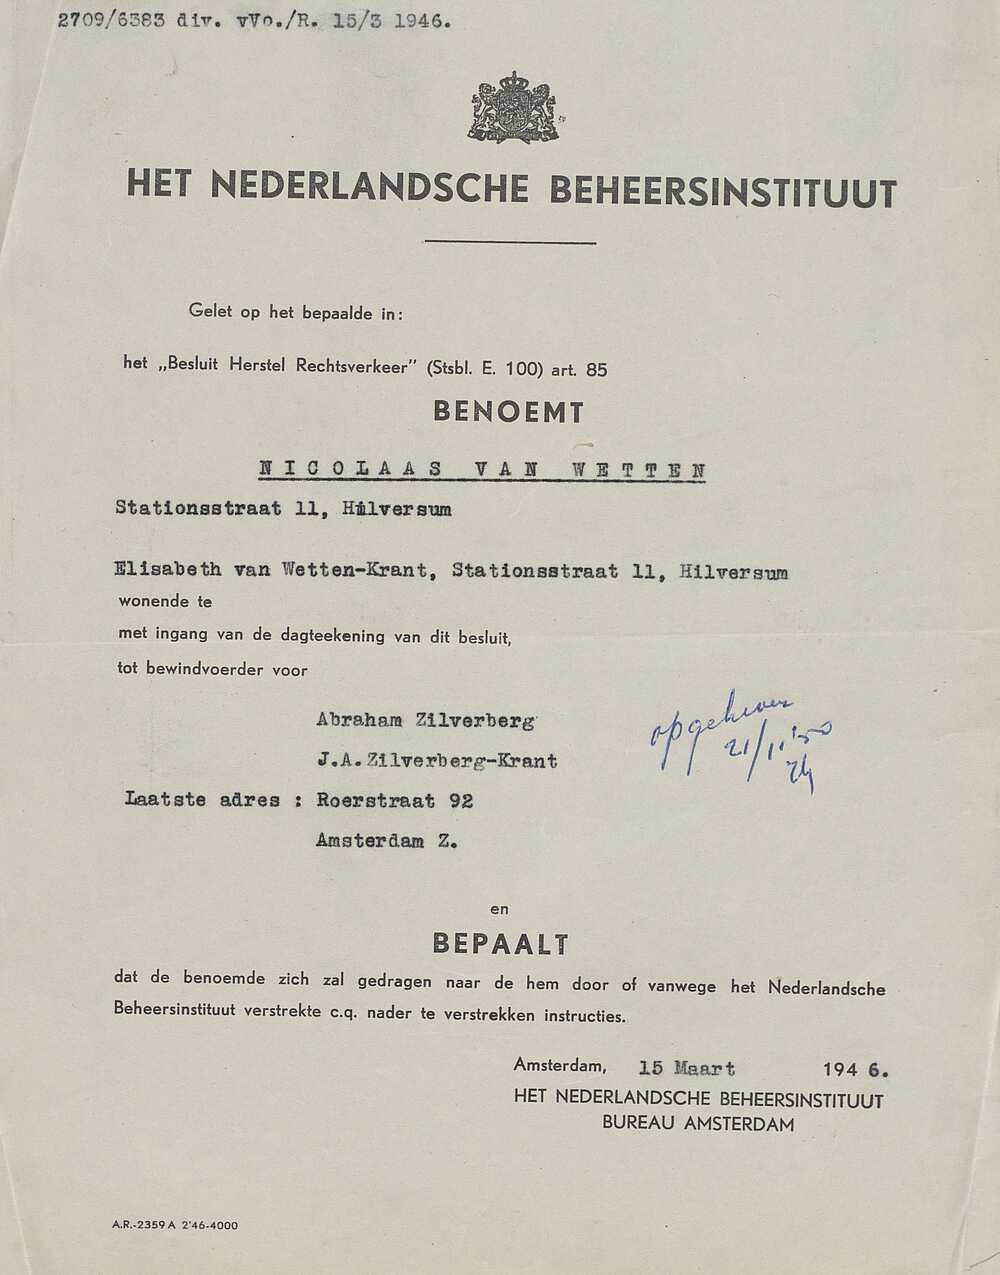 2709/6383 div. vVo./R. 15/3 1946.
HET NEDERLANDSCHE BEHEERSINSTITUUT
Gelet op het bepaalde in:
het „Besluit Herstel Rechtsverkeer” (Stsbl. E. 100) art. 85
BENOEMT
NICOLAAS VAN WETTEN
Stationsstraat 11, Hilversum
Elisabeth van Wetten-Krant, Stationsstraat 11, Hilversum
wonende te
met ingang van de dagteekening van dit besluit,
tot bewindvoerder voor
Abraham Zilverberg
J.A.Zilverberg-Krant
opgeheven
21/11 '50
Laatste adres : Roerstraat 92
Amsterdam Z.
en
BEPAALT
dat de benoemde zich zal gedragen naar de hem door of vanwege het Nederlandsche
Beheersinstituut verstrekte c.q. nader te verstrekken instructies.
Amsterdam, 15 Maart 1946.
HET NEDERLANDSCHE BEHEERSINSTITUUT
BUREAU AMSTERDAM
A.R.-2359 A 2'46-4000